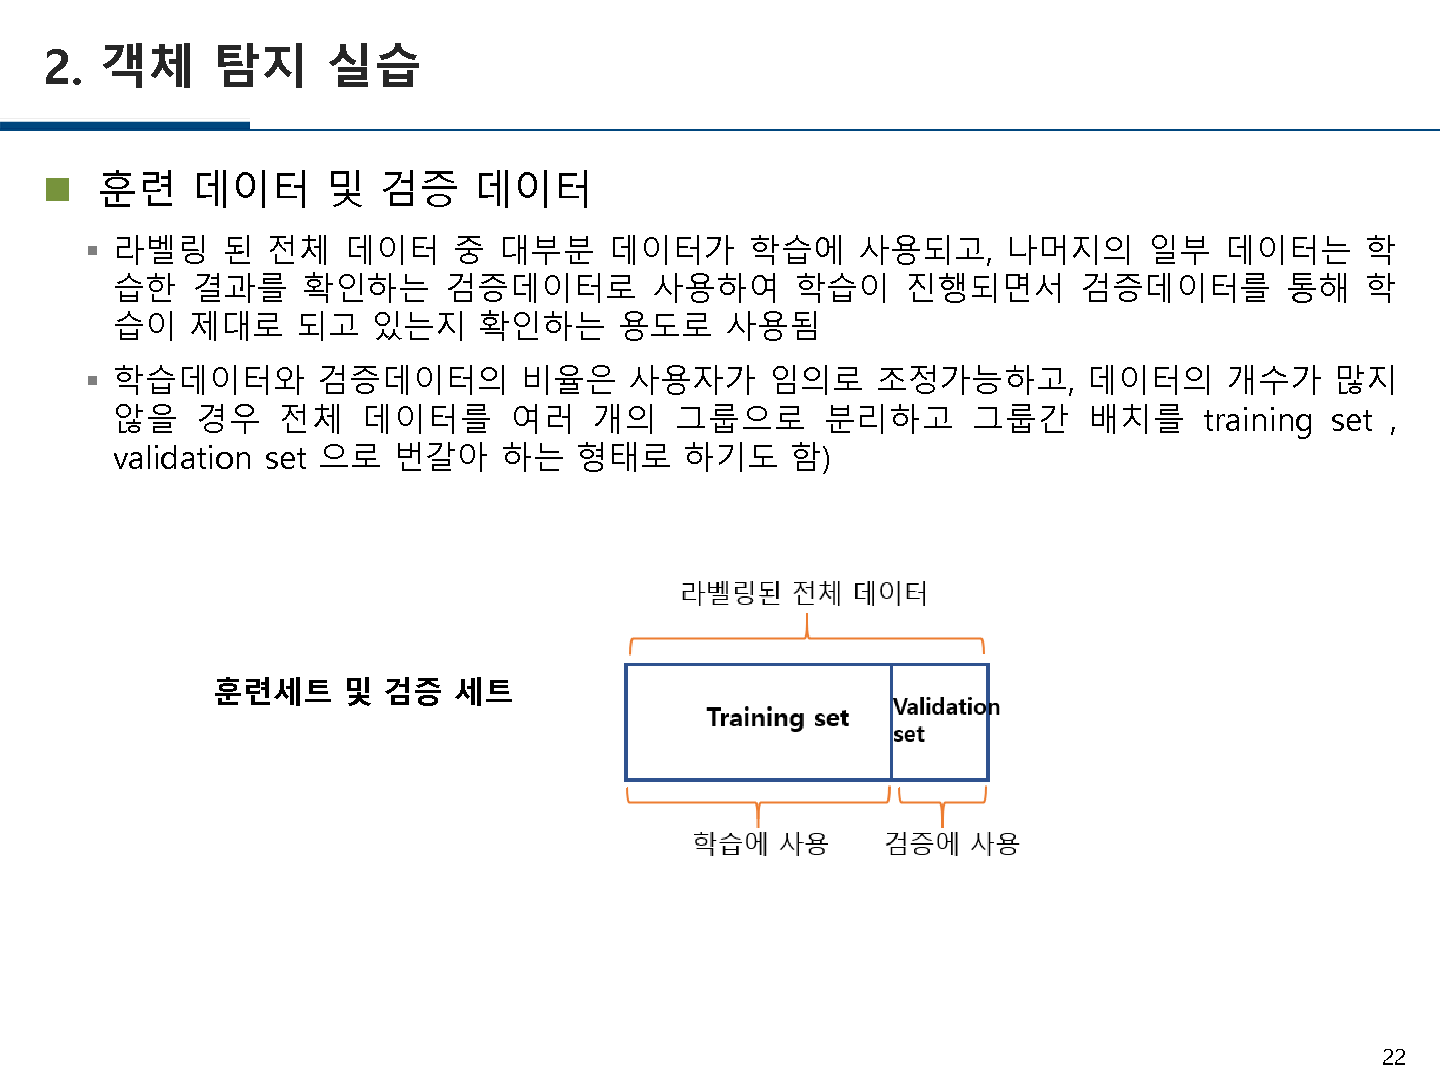 2. 객체 탐지 실습
훈련 데이터 및 검증 데이터
라벨링 된 전체 데이터 중 대부분 데이터가 학습에 사용되고, 나머지의 일부 데이터는 학
습한 결과를 확인하는 검증데이터로 사용하여 학습이 진행되면서 검증데이터를 통해 학
습이 제대로 되고 있는지 확인하는 용도로 사용됨
학습데이터와 검증데이터의 비율은 사용자가 임의로 조정가능하고, 데이터의 개수가 많지
않을 경우 전체 데이터를 여러 개의 그룹으로 분리하고 그룹간 배치를 training set ,
validation set 으로 번갈아 하는 형태로 하기도 함)
라벨링된 전체 데이터
훈련세트 및 검증 세트
Training set
Validation
set
학습에 사용
검증에 사용
22